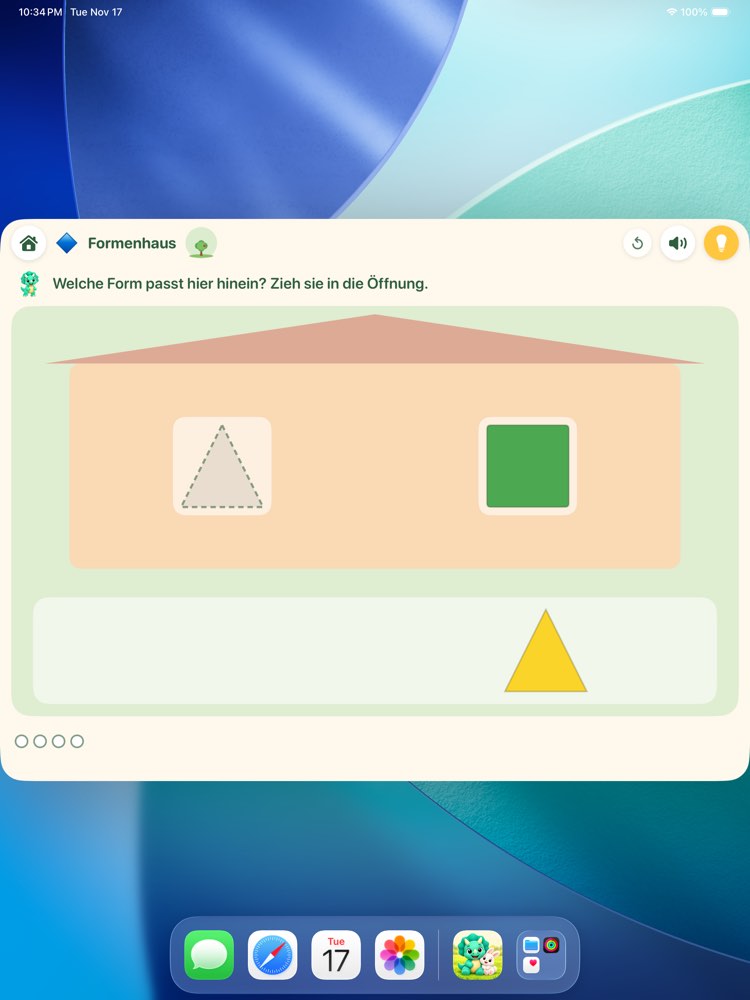 10:34 PM Tue Nov 17
100%
Formenhaus
Welche Form passt hier hinein? Zieh sie in die Öffnung.
Tue
17